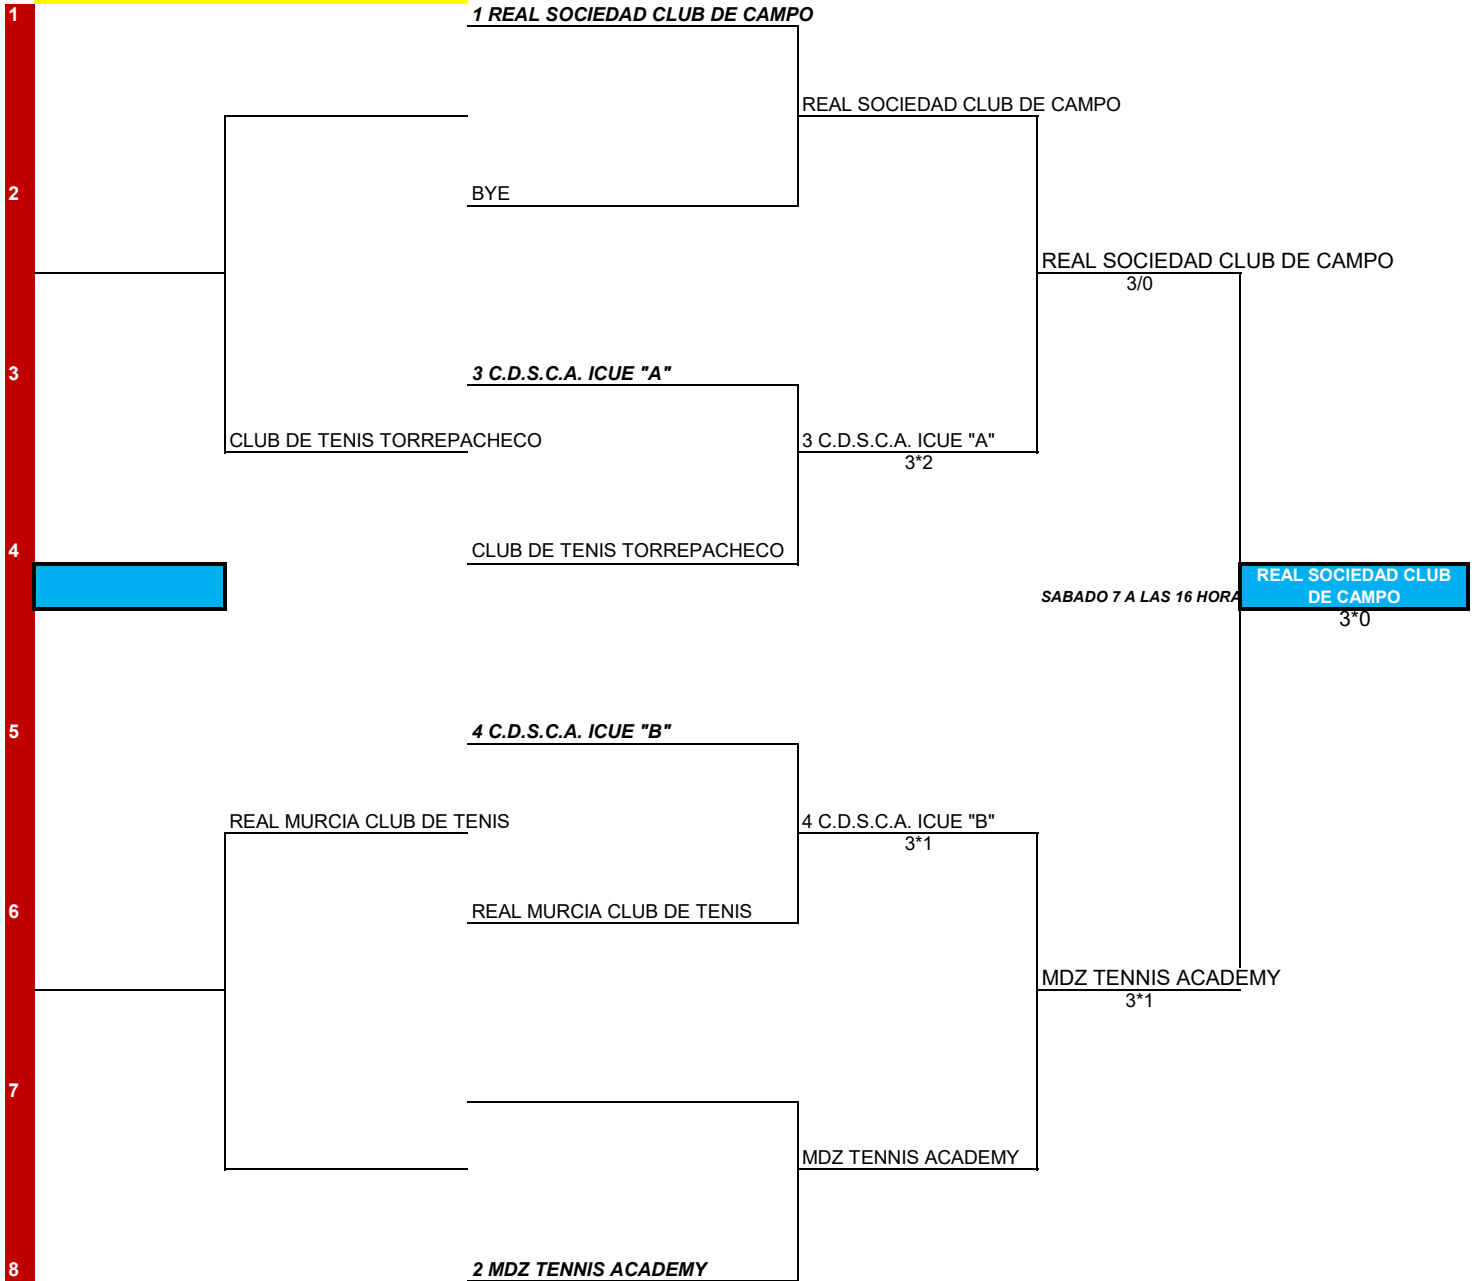 1
1 REAL SOCIEDAD CLUB DE CAMPO
REAL SOCIEDAD CLUB DE CAMPO
2
BYE
REAL SOCIEDAD CLUB DE CAMPO
3/0
3
3 C.D.S.C.A. ICUE "A"
CLUB DE TENIS TORREPACHECO
3 C.D.S.C.A. ICUE "A"
3*2
4
CLUB DE TENIS TORREPACHECO
REAL SOCIEDAD CLUB
DE CAMPO
SABADO 7 A LAS 16 HORA
3*0
5
4 C.D.S.C.A. ICUE "B"
REAL MURCIA CLUB DE TENIS
4 C.D.S.C.A. ICUE "B"
3*1
6
REAL MURCIA CLUB DE TENIS
MDZ TENNIS ACADEMY
3*1
7
MDZ TENNIS ACADEMY
8
2 MDZ TENNIS ACADEMY